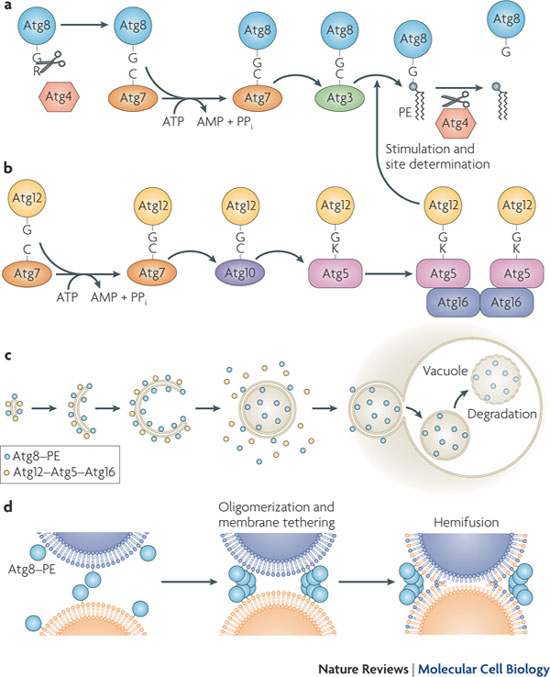 a
Atg8
Atg8
Atg8
Atg8
Atg8
Atg8
G
R
G
G
G
G
G
C
C
C
Atg4
Atg7
Atg7
Atg3
PE
Atg4
ATP
AMP + PPi
Stimulation and
site determination
b
Atg12
Atg12
Atg12
Atg12
Atg12
Atg12
G
G
G
G
G
G
C
C
C
K
K
K
Atg7
Atg7
Atg10
Atg5
Atg5
Atg5
Atg16
Atg16
ATP
AMP + PPi
c
Vacuole
Degradation
Atg8–PE
Atg12–Atg5–Atg16
d
Oligomerization and
membrane tethering
Hemifusion
Atg8–PE
Nature Reviews | Molecular Cell Biology